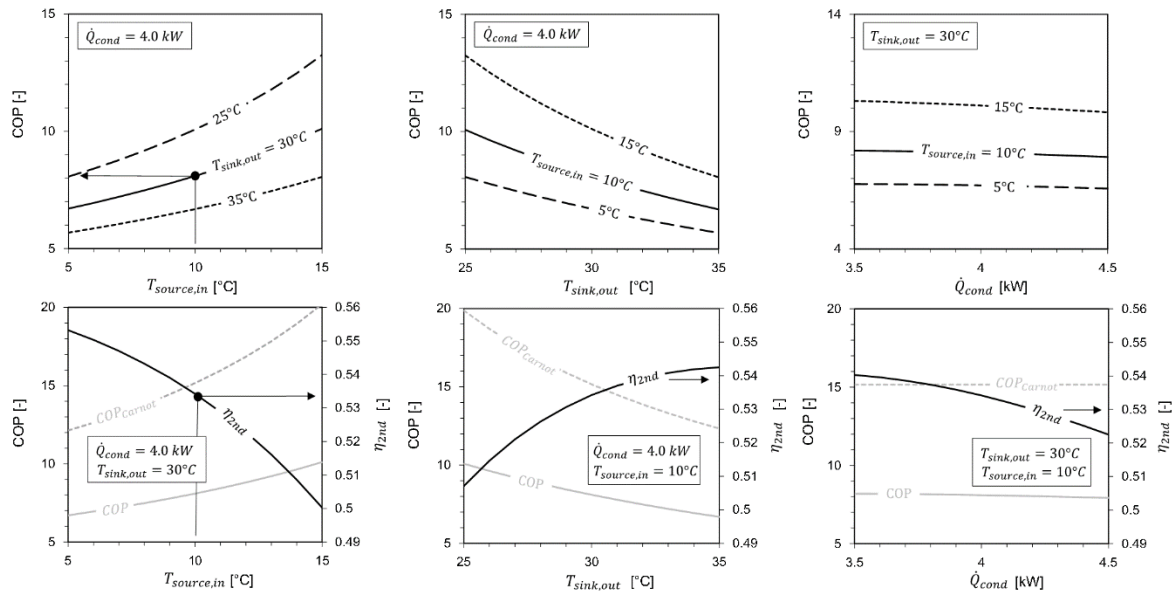 Q̇cond = 4.0 kW
15
10
5
COP [-]
25°C
Tsink,out = 30°C
35°C
5
10
15
Tsource,in [°C]
Q̇cond = 4.0 kW
15
10
5
COP [-]
15°C
Tsource,in = 10°C
5°C
25
30
35
Tsink,out [°C]
Tsink,out = 30°C
14
9
4
COP [-]
15°C
Tsource,in = 10°C
5°C
3.5
4
4.5
Q̇cond [kW]
20
15
10
5
COP [-]
COPCarnot
η2nd
Q̇cond = 4.0 kW
Tsink,out = 30°C
COP
0.56
0.55
0.54
0.53
0.52
0.51
0.5
0.49
η2nd [-]
5
10
15
Tsource,in [°C]
20
15
10
5
COP [-]
COPCarnot
η2nd
Q̇cond = 4.0 kW
Tsource,in = 10°C
COP
0.56
0.55
0.54
0.53
0.52
0.51
0.5
0.49
η2nd [-]
25
30
35
Tsink,out [°C]
20
15
10
5
COP [-]
COPCarnot
η2nd
Tsink,out = 30°C
Tsource,in = 10°C
COP
0.56
0.55
0.54
0.53
0.52
0.51
0.5
0.49
η2nd [-]
3.5
4
4.5
Q̇cond [kW]